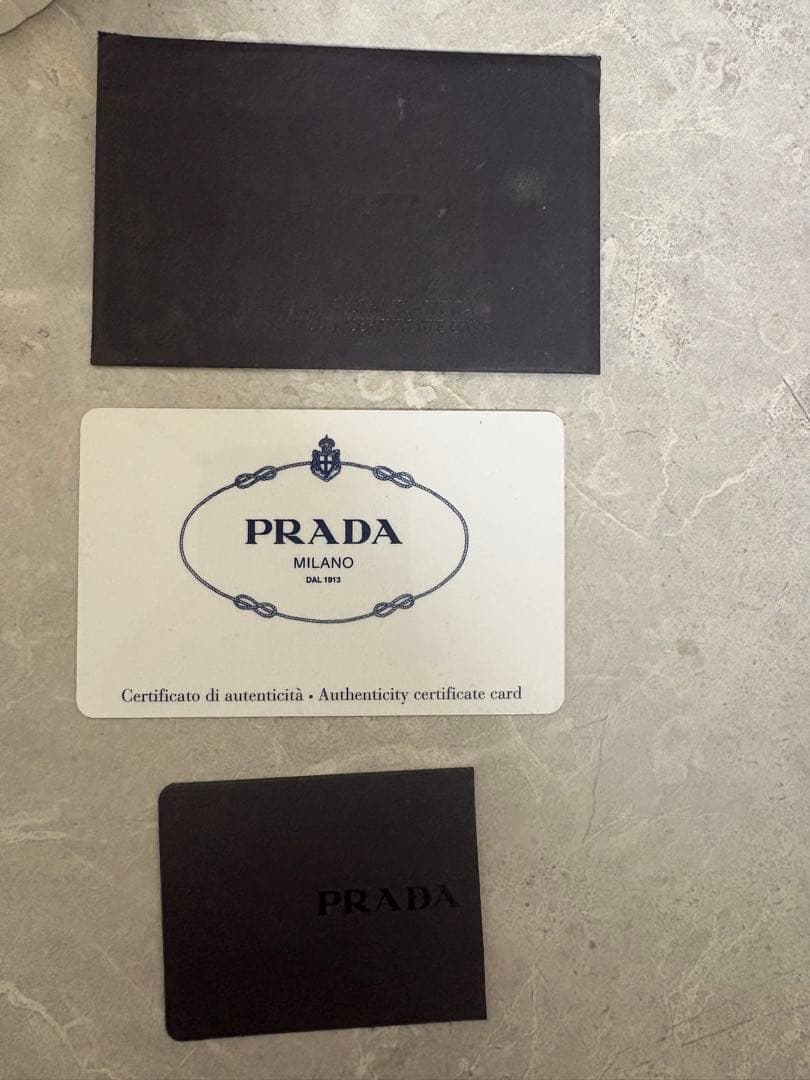 PRADA
MILANO
DAL 1913
Certificato di autenticità • Authenticity certificate card
PRADA